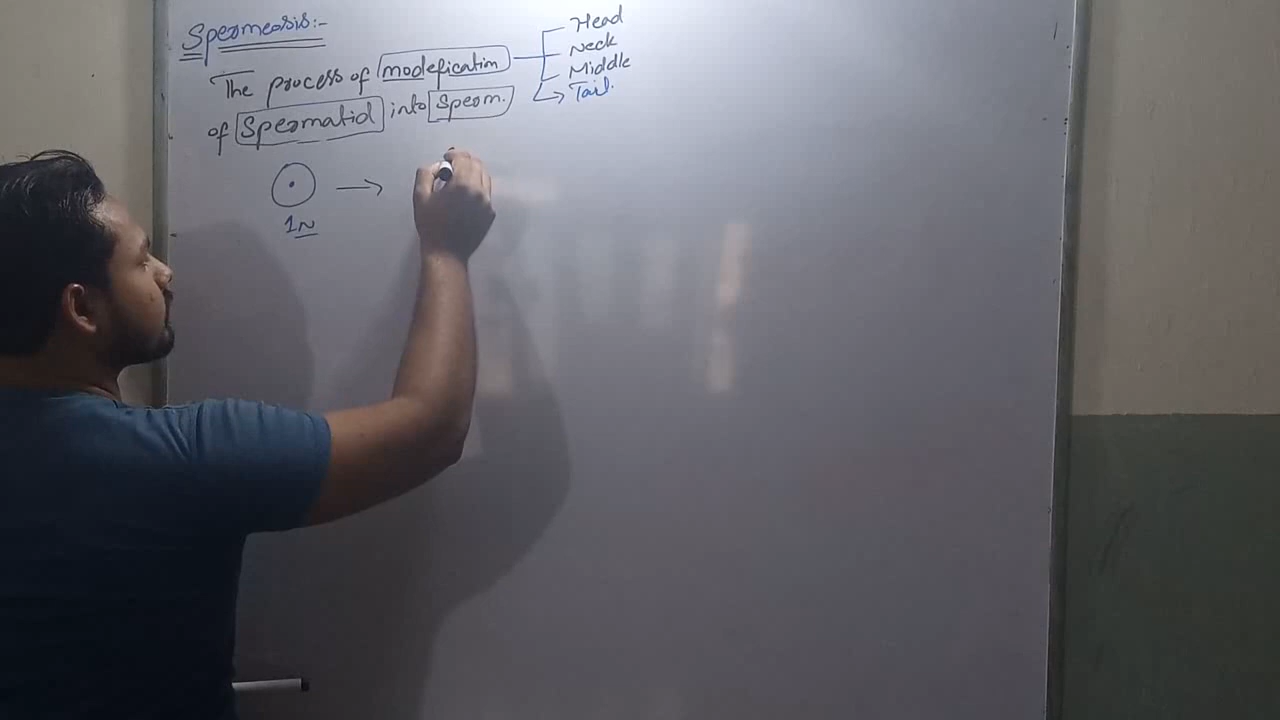 Spermeosis:-
The process of modefication
of Spermatid into Sperm.
Head
Neck
Middle
Tail.
1N